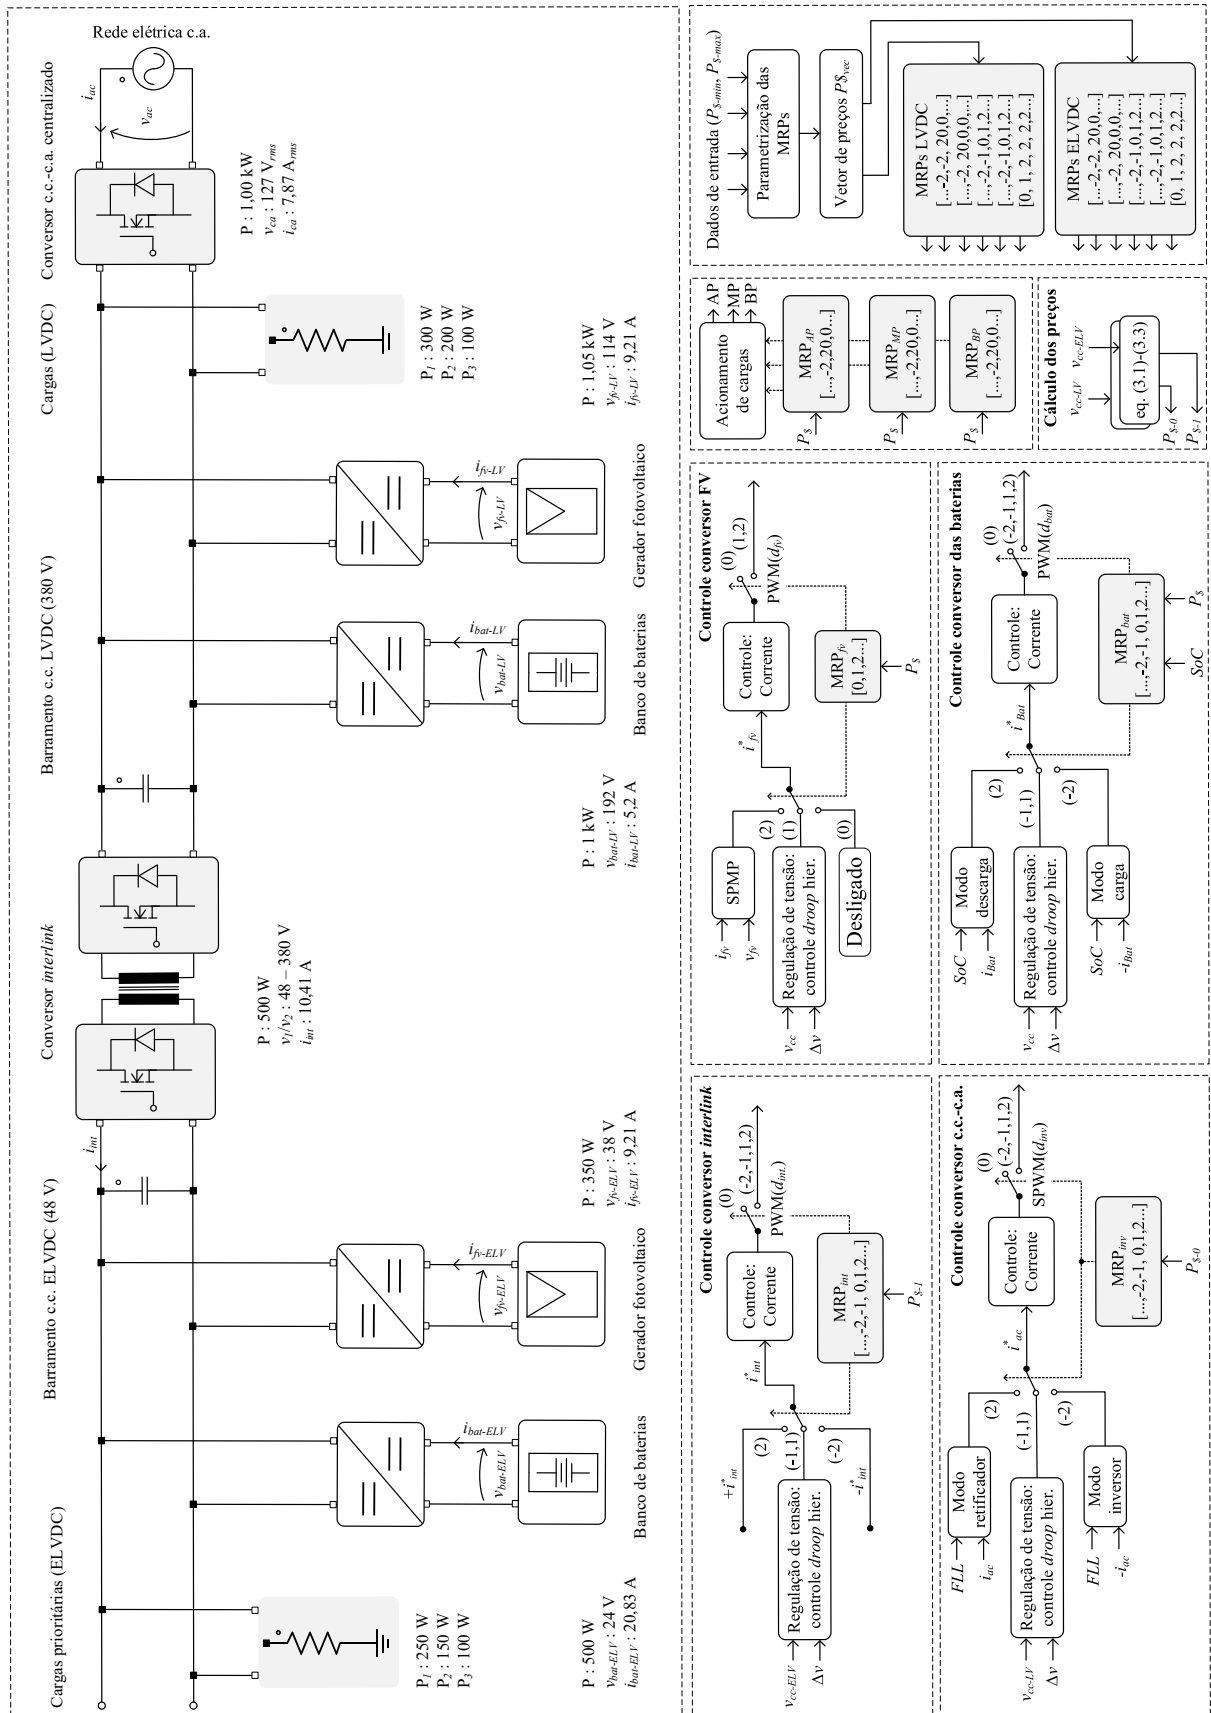 Cargas prioritárias (ELVDC)
Barramento c.c. ELVDC (48 V)
Conversor interlink
Barramento c.c. LVDC (380 V)
Cargas (LVDC)
Conversor c.c.-c.a. centralizado
Rede elétrica c.a.
i_ac
v_ac
i_int
P : 500 W
v_1/v_2 : 48 – 380 V
i_int : 10,41 A
P : 1,00 kW
v_ca : 127 V_rms
i_ca : 7,87 A_rms
P_1 : 250 W
P_2 : 150 W
P_3 : 100 W
i_bat-ELV
v_bat-ELV
i_fv-ELV
v_fv-ELV
i_bat-LV
v_bat-LV
i_fv-LV
v_fv-LV
P_1 : 300 W
P_2 : 200 W
P_3 : 100 W
P : 500 W
v_bat-ELV : 24 V
i_bat-ELV : 20,83 A
Banco de baterias
Gerador fotovoltaico
P : 350 W
v_fv-ELV : 38 V
i_fv-ELV : 9,21 A
P : 1 kW
v_bat-LV : 192 V
i_bat-LV : 5,2 A
Banco de baterias
Gerador fotovoltaico
P : 1,05 kW
v_fv-LV : 114 V
i_fv-LV : 9,21 A
Controle conversor interlink
+i*_int
(2)
(-1,1)
(-2)
-i*_int
v_cc-ELV
Δv
Regulação de tensão:
controle droop hier.
i*_int
Controle:
Corrente
(0)
(-2,-1,1,2)
PWM(d_int.)
MRP_int
[...,-2,-1, 0,1,2...]
P_$-1
Controle conversor FV
i_fv
v_fv
SPMP
(2)
(1)
(0)
v_cc
Δv
Regulação de tensão:
controle droop hier.
Desligado
i*_fv
Controle:
Corrente
(0)
(1,2)
PWM(d_fv)
MRP_fv
[0,1,2...]
P_$
Acionamento
de cargas
AP
MP
BP
MRP_AP
[...,-2,20,0...]
P_$
MRP_MP
[...,-2,20,0...]
P_$
MRP_BP
[...,-2,20,0...]
P_$
Dados de entrada (P_$-min, P_$-max)
Parametrização das
MRPs
Vetor de preços P$_vec
MRPs LVDC
[...-2,-2, 20,0,...]
[...,-2, 20,0,0,...]
[...,-2,-1,0,1,2...]
[...,-2,-1,0,1,2...]
[0, 1, 2, 2, 2,2...]
MRPs ELVDC
[...-2,-2, 20,0,...]
[...,-2, 20,0,0,...]
[...,-2,-1,0,1,2...]
[...,-2,-1,0,1,2...]
[0, 1, 2, 2, 2,2...]
Controle conversor c.c.-c.a.
FLL
i_ac
Modo
retificador
(2)
(-1,1)
(-2)
v_cc-LV
Δv
Regulação de tensão:
controle droop hier.
FLL
-i_ac
Modo
inversor
i*_ac
Controle:
Corrente
(0)
(-2,-1,1,2)
SPWM(d_inv)
MRP_inv
[...,-2,-1, 0,1,2...]
P_$-0
Controle conversor das baterias
SoC
i_Bat
Modo
descarga
(2)
(-1,1)
(-2)
v_cc
Δv
Regulação de tensão:
controle droop hier.
SoC
-i_Bat
Modo
carga
i*_Bat
Controle:
Corrente
(0)
(-2,-1,1,2)
PWM(d_bat)
MRP_bat
[...,-2,-1, 0,1,2...]
SoC
P_$
Cálculo dos preços
v_cc-LV
v_cc-ELV
eq. (3.1)-(3.3)
P_$-0
P_$-1